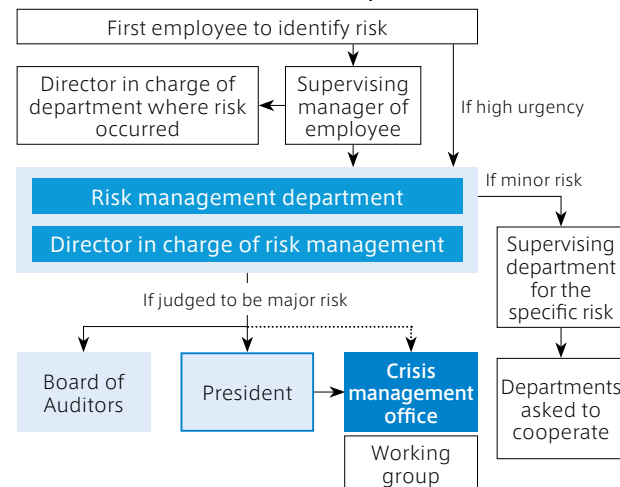 First employee to identify risk
Director in charge of
department where risk
occurred
Supervising
manager of
employee
If high urgency
Risk management department
Director in charge of risk management
If minor risk
Supervising
department
for the
specific risk
If judged to be major risk
Board of
Auditors
President
Crisis
management
office
Departments
asked to
cooperate
Working
group